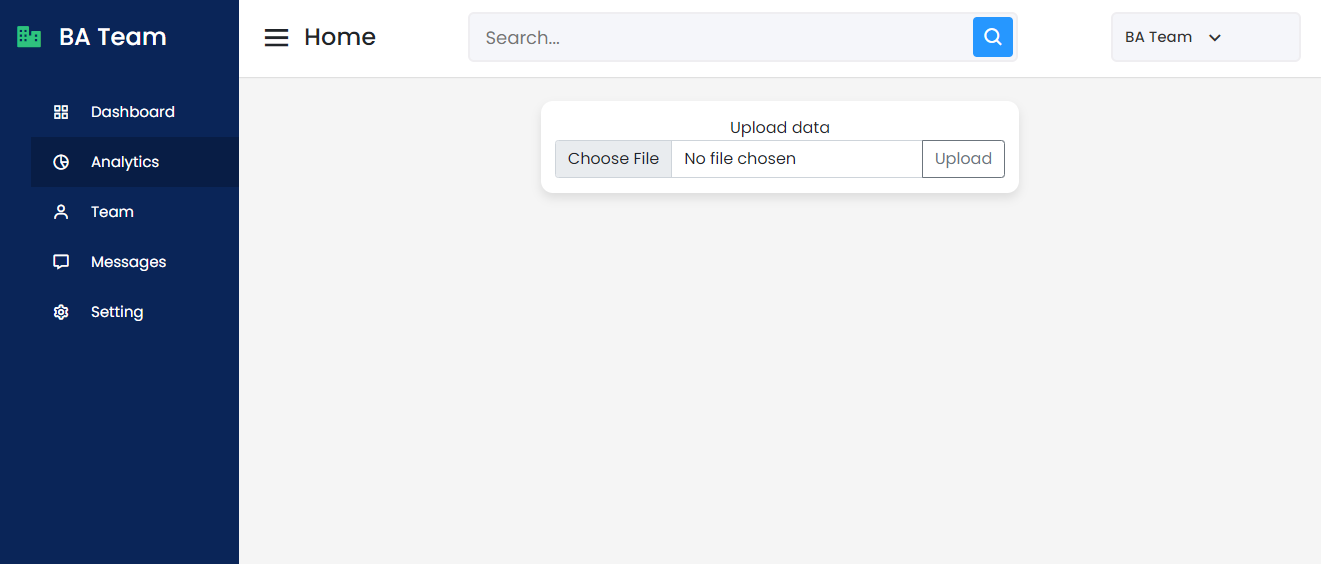 BA Team
Dashboard
Analytics
Team
Messages
Setting
Home
Search...
BA Team
Upload data
Choose File No file chosen Upload